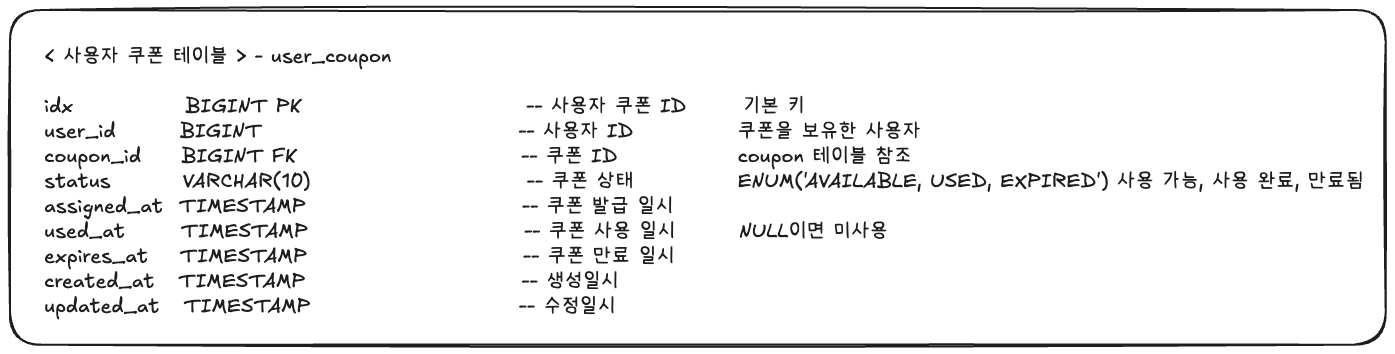 < 사용자 쿠폰 테이블 > - user_coupon
idx BIGINT PK -- 사용자 쿠폰 ID 기본 키
user_id BIGINT -- 사용자 ID 쿠폰을 보유한 사용자
coupon_id BIGINT FK -- 쿠폰 ID coupon 테이블 참조
status VARCHAR(10) -- 쿠폰 상태 ENUM('AVAILABLE, USED, EXPIRED') 사용 가능, 사용 완료, 만료됨
assigned_at TIMESTAMP -- 쿠폰 발급 일시
used_at TIMESTAMP -- 쿠폰 사용 일시 NULL이면 미사용
expires_at TIMESTAMP -- 쿠폰 만료 일시
created_at TIMESTAMP -- 생성일시
updated_at TIMESTAMP -- 수정일시